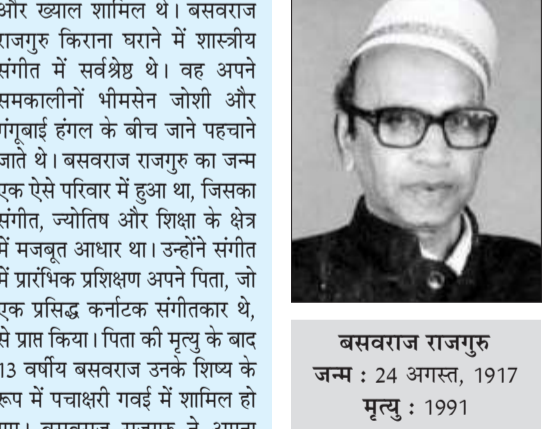 और ख्याल शामिल थे। बसवराज
राजगुरु किराना घराने में शास्त्रीय
संगीत में सर्वश्रेष्ठ थे। वह अपने
समकालीनों भीमसेन जोशी और
गंगूबाई हंगल के बीच जाने पहचाने
जाते थे। बसवराज राजगुरु का जन्म
एक ऐसे परिवार में हुआ था, जिसका
संगीत, ज्योतिष और शिक्षा के क्षेत्र
में मजबूत आधार था। उन्होंने संगीत
में प्रारंभिक प्रशिक्षण अपने पिता, जो
एक प्रसिद्ध कर्नाटक संगीतकार थे,
से प्राप्त किया। पिता की मृत्यु के बाद
13 वर्षीय बसवराज उनके शिष्य के
रूप में पचाक्षरी गवई में शामिल हो
बसवराज राजगुरु
जन्म : 24 अगस्त, 1917
मृत्यु : 1991